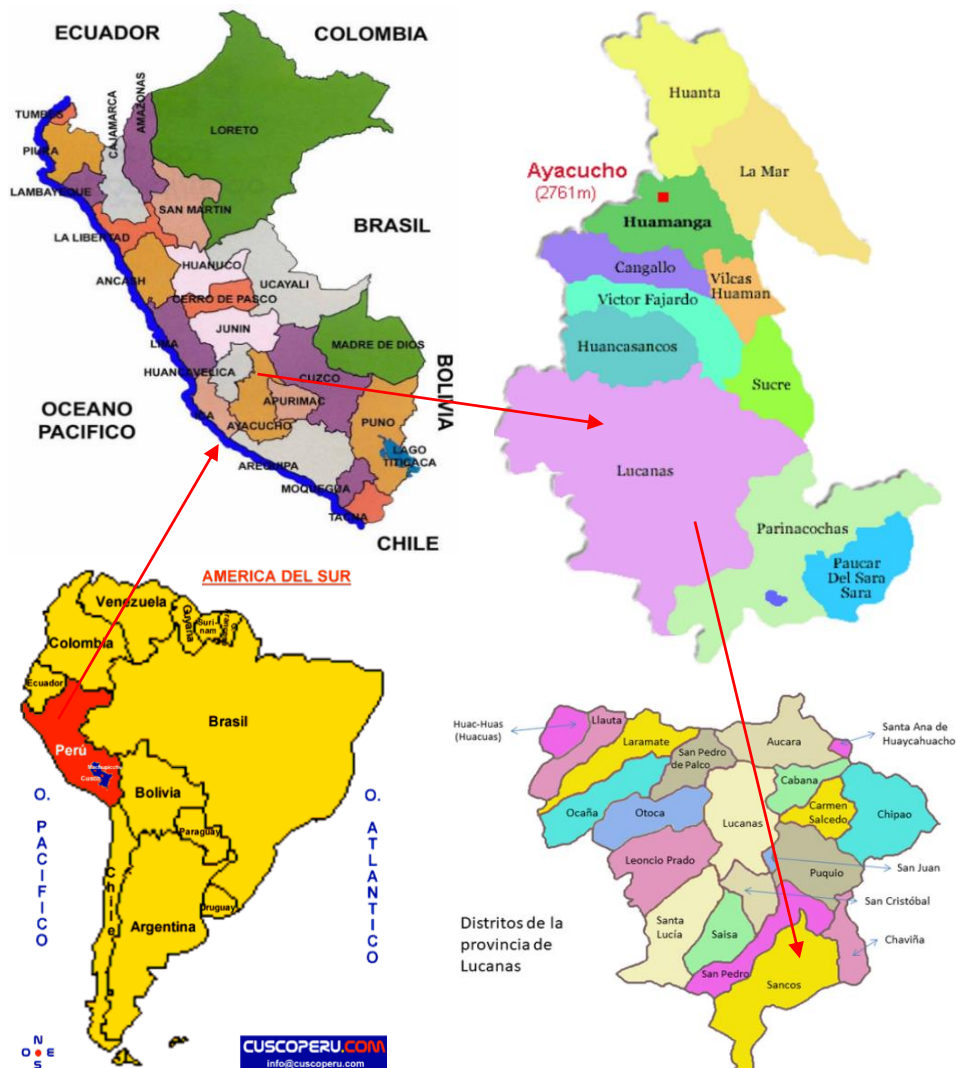 ECUADOR
COLOMBIA
TUMBES
CAJAMARCA
AMAZONAS
LORETO
PIURA
LAMBAYEQUE
SAN MARTIN
BRASIL
LA LIBERTAD
HUANUCO
ANCASH
UCAYALI
CERRO DE PASCO
JUNIN
LIMA
MADRE DE DIOS
HUANCAVELICA
CUZCO
BOLIVIA
OCEANO
PACIFICO
ICA
APURIMAC
AYACUCHO
PUNO
LAGO
TITICACA
AREQUIPA
MOQUEGUA
TACNA
CHILE
Huanta
La Mar
Ayacucho
(2761m)
Huamanga
Cangallo
Vilcas
Huaman
Victor Fajardo
Huancasancos
Sucre
Lucanas
Parinacochas
Paucar
Del Sara
Sara
AMERICA DEL SUR
Venezuela
Guyana
Suri-
nam
Colombia
Ecuador
Brasil
Perú
Machupicchu
Cusco
Bolivia
Paraguay
Chile
Uruguay
Argentina
O. PACIFICO
O. ATLANTICO
N
O E
S
CUSCOPERU.COM
info@cuscoperu.com
Huac-Huas
(Huacuas)
Llauta
Laramate
San Pedro
de Palco
Aucara
Santa Ana de
Huaycahuacho
Cabana
Ocaña
Otoca
Lucanas
Carmen
Salcedo
Chipao
Leoncio Prado
Puquio
San Juan
San Cristóbal
Santa
Lucía
Saisa
Chaviña
San Pedro
Sancos
Distritos de la
provincia de
Lucanas